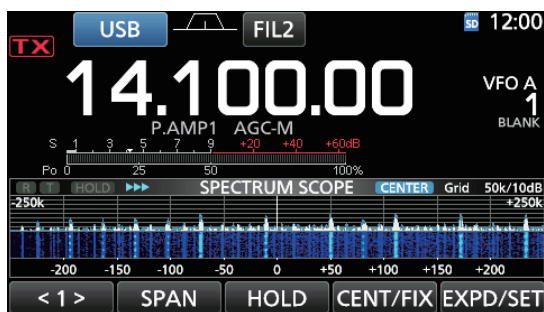 USB FIL2 SD 12:00
TX
14.100.00 VFO A
1
P.AMP1 AGC-M BLANK
S 1 3 5 7 9 +20 +40 +60dB
Po 0 25 50 100%
R T HOLD SPECTRUM SCOPE CENTER Grid 50k/10dB
-250k +250k
-200 -150 -100 -50 0 +50 +100 +150 +200
< 1 > SPAN HOLD CENT/FIX EXPD/SET